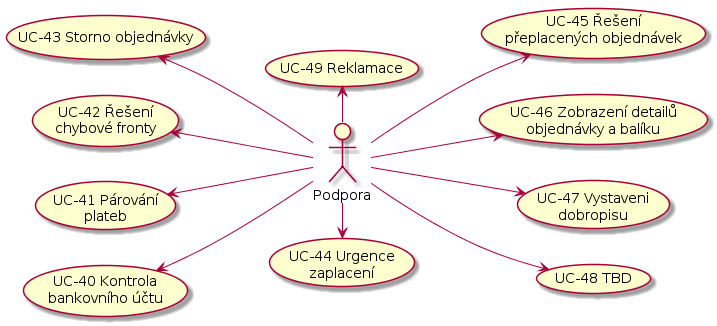 UC-43 Storno objednávky
UC-49 Reklamace
UC-45 Řešení
přeplacených objednávek
UC-42 Řešení
chybové fronty
UC-46 Zobrazení detailů
objednávky a balíku
UC-41 Párování
plateb
Podpora
UC-47 Vystaveni
dobropisu
UC-40 Kontrola
bankovního účtu
UC-44 Urgence
zaplacení
UC-48 TBD